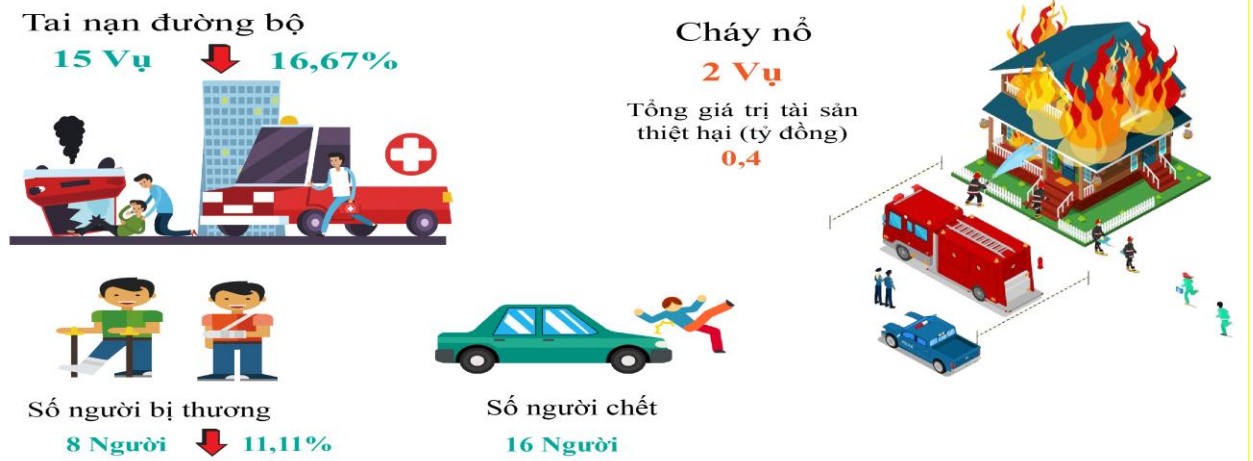 Tai nạn đường bộ
15 Vụ 16,67%
Số người bị thương
8 Người 11,11%
Số người chết
16 Người
Cháy nổ
2 Vụ
Tổng giá trị tài sản
thiệt hại (tỷ đồng)
0,4